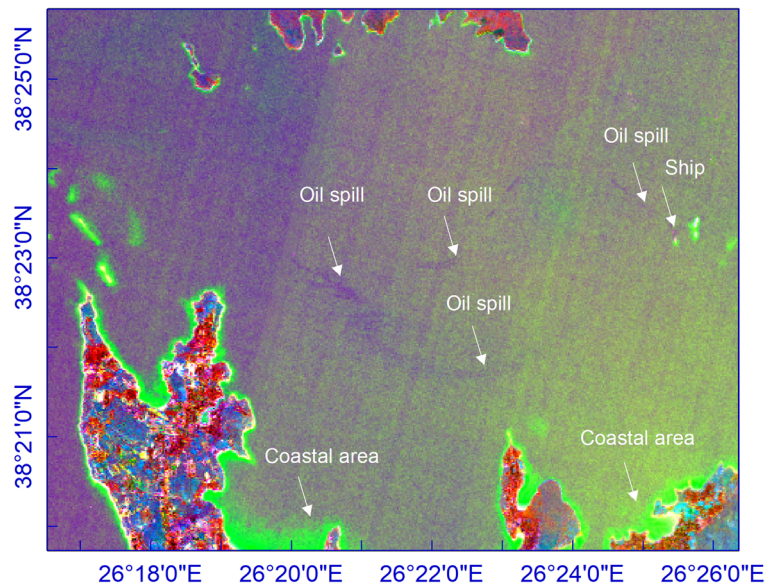 38°25'0"N
38°23'0"N
38°21'0"N
Oil spill
Ship
Oil spill
Oil spill
Oil spill
Coastal area
Coastal area
26°18'0"E
26°20'0"E
26°22'0"E
26°24'0"E
26°26'0"E